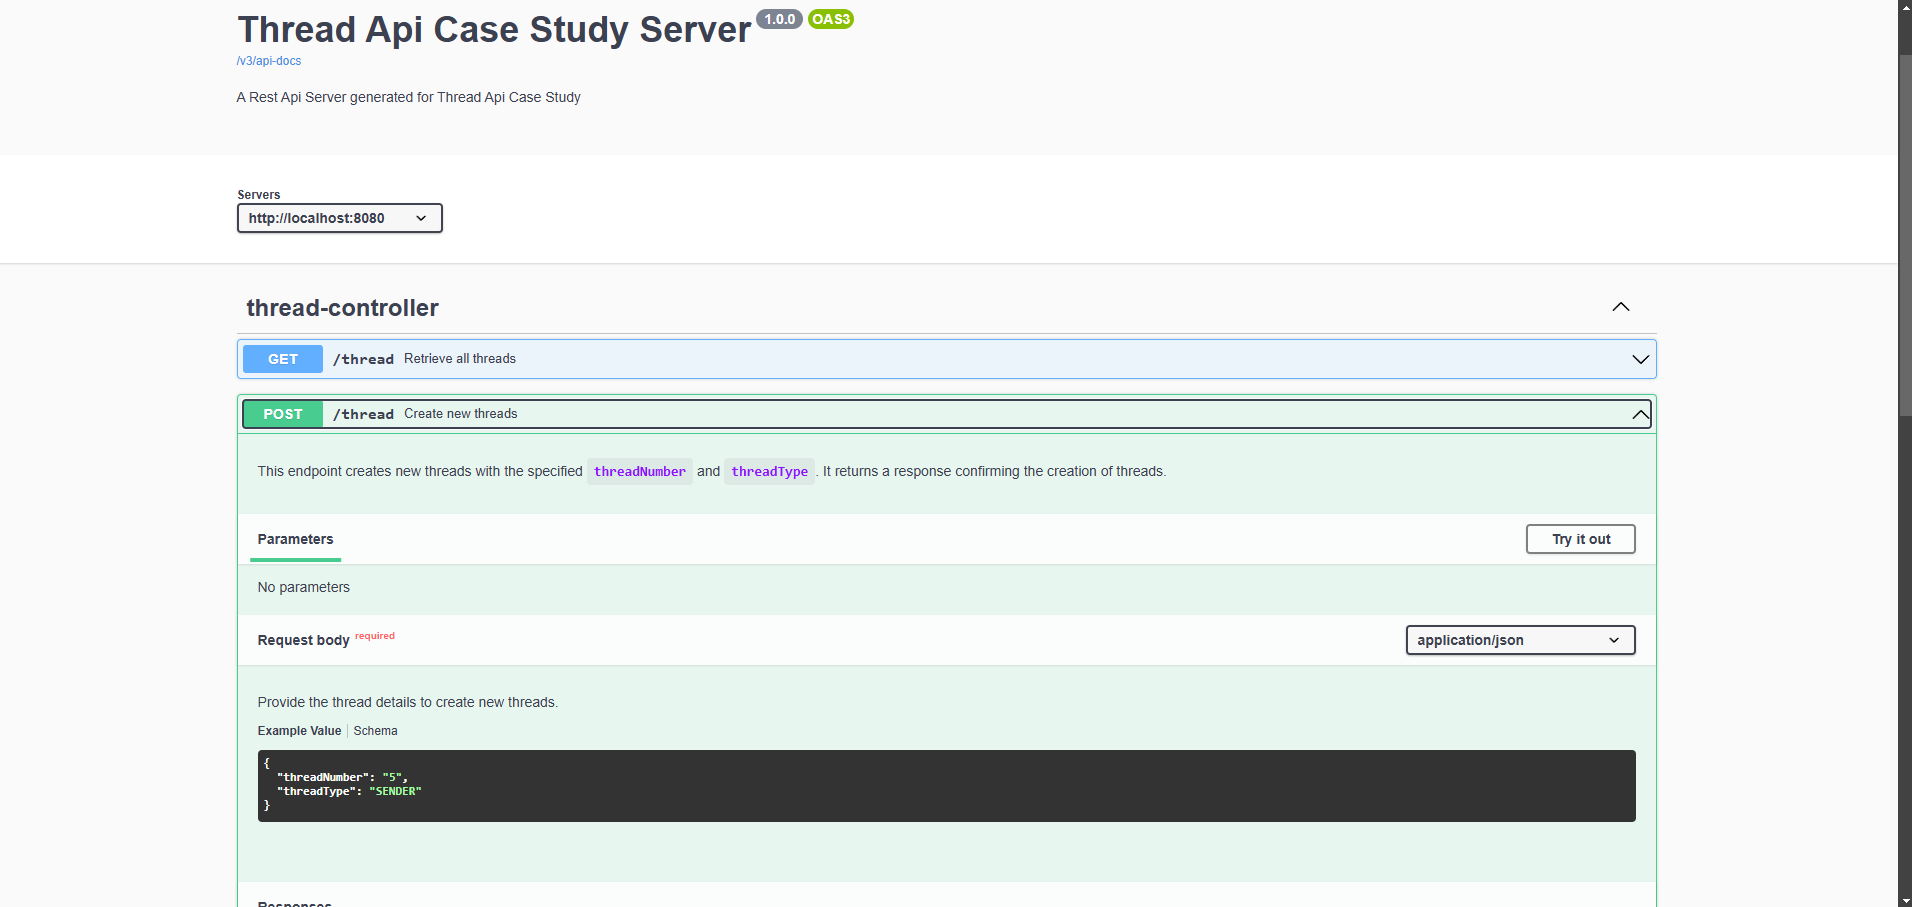 Thread Api Case Study Server 1.0.0 OAS3
/v3/api-docs
A Rest Api Server generated for Thread Api Case Study
Servers
http://localhost:8080
thread-controller
GET /thread Retrieve all threads
POST /thread Create new threads
This endpoint creates new threads with the specified threadNumber and threadType. It returns a response confirming the creation of threads.
Parameters Try it out
No parameters
Request body required application/json
Provide the thread details to create new threads.
Example Value Schema
{
"threadNumber": "5",
"threadType": "SENDER"
}
Responses